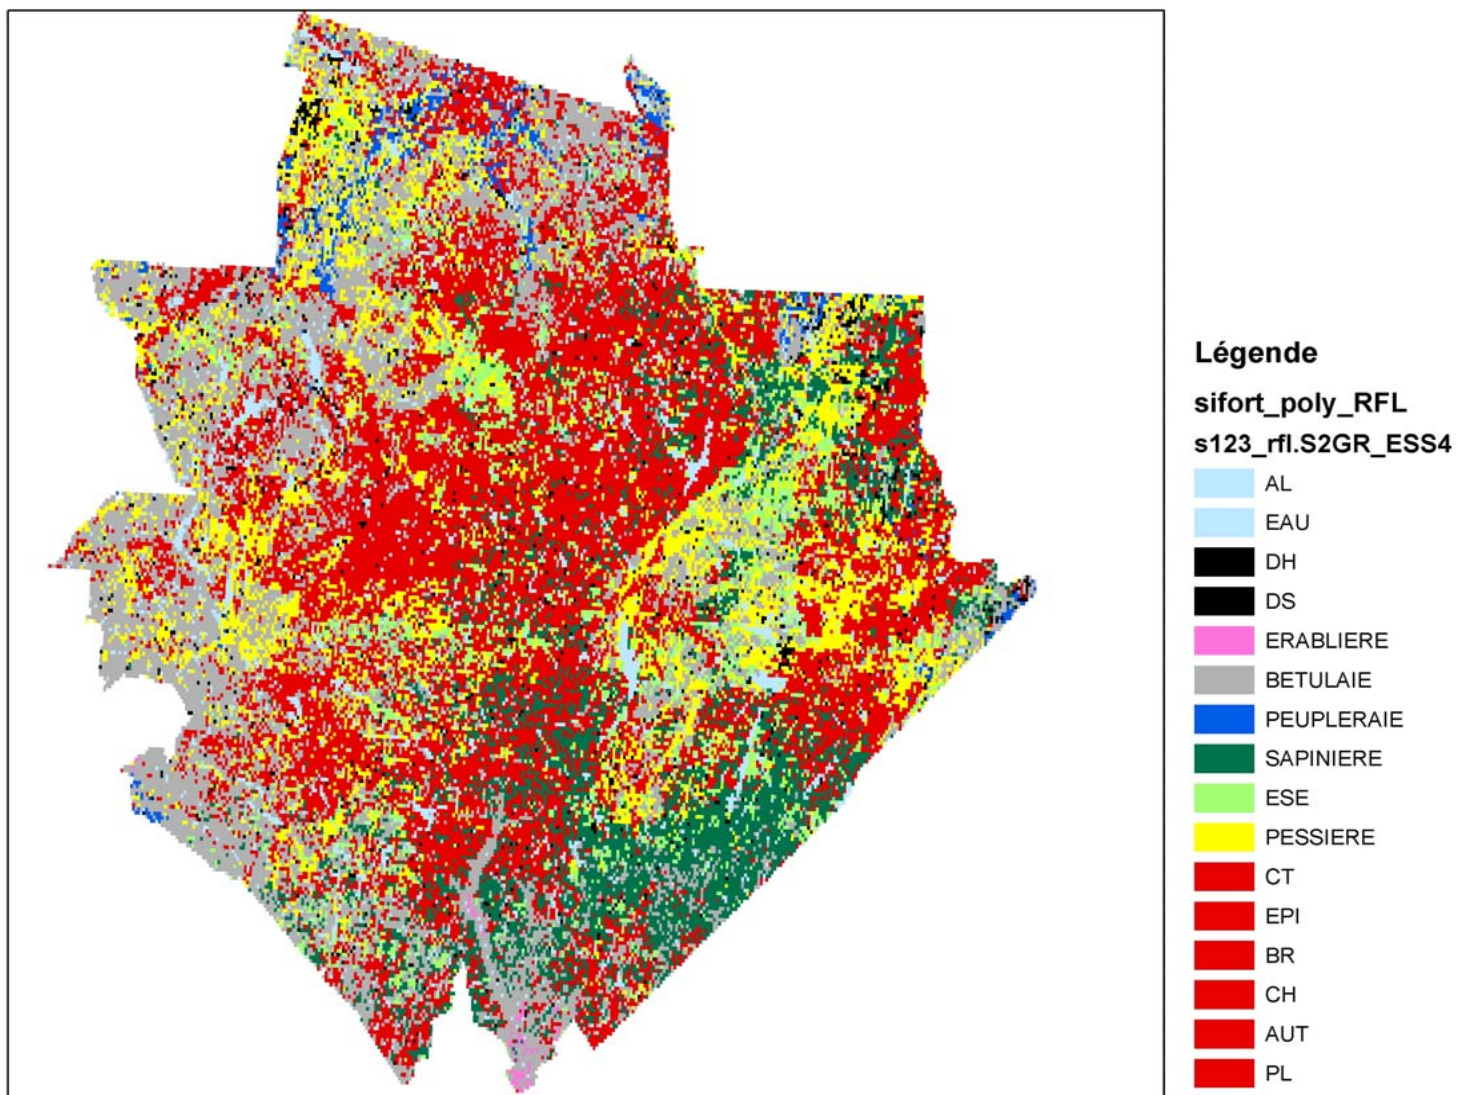 Légende
sifort_poly_RFL
s123_rfl.S2GR_ESS4
AL
EAU
DH
DS
ERABLIERE
BETULAIE
PEUPLERAIE
SAPINIERE
ESE
PESSIERE
CT
EPI
BR
CH
AUT
PL